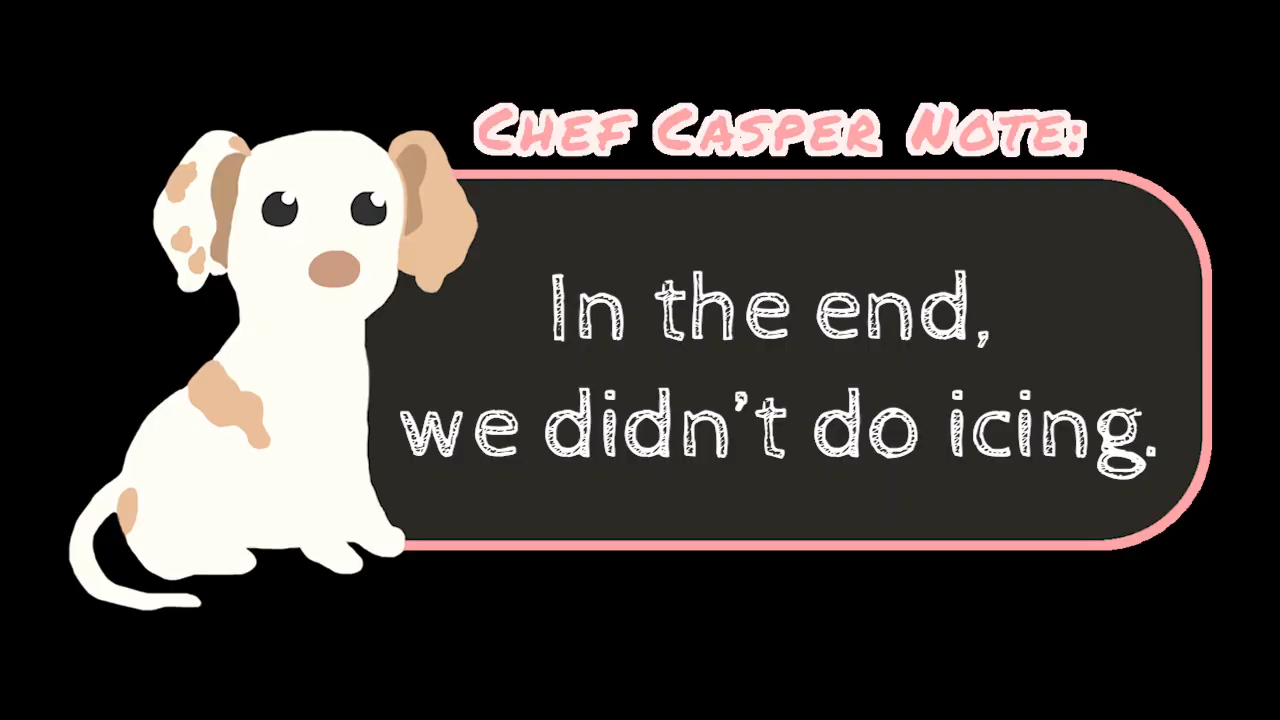 Chef Casper Note:
In the end,
we didn't do icing.